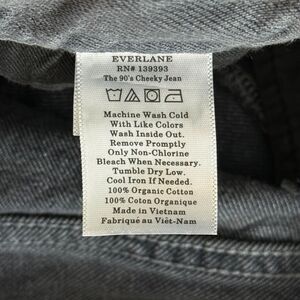 EVERLANE
RN# 139393
The 90's Cheeky Jean
Machine Wash Cold
With Like Colors
Wash Inside Out.
Remove Promptly
Only Non-Chlorine
Bleach When Necessary.
Tumble Dry Low.
Cool Iron If Needed.
100% Organic Cotton
100% Coton Organique
Made in Vietnam
Fabriqué au Viêt-Nam